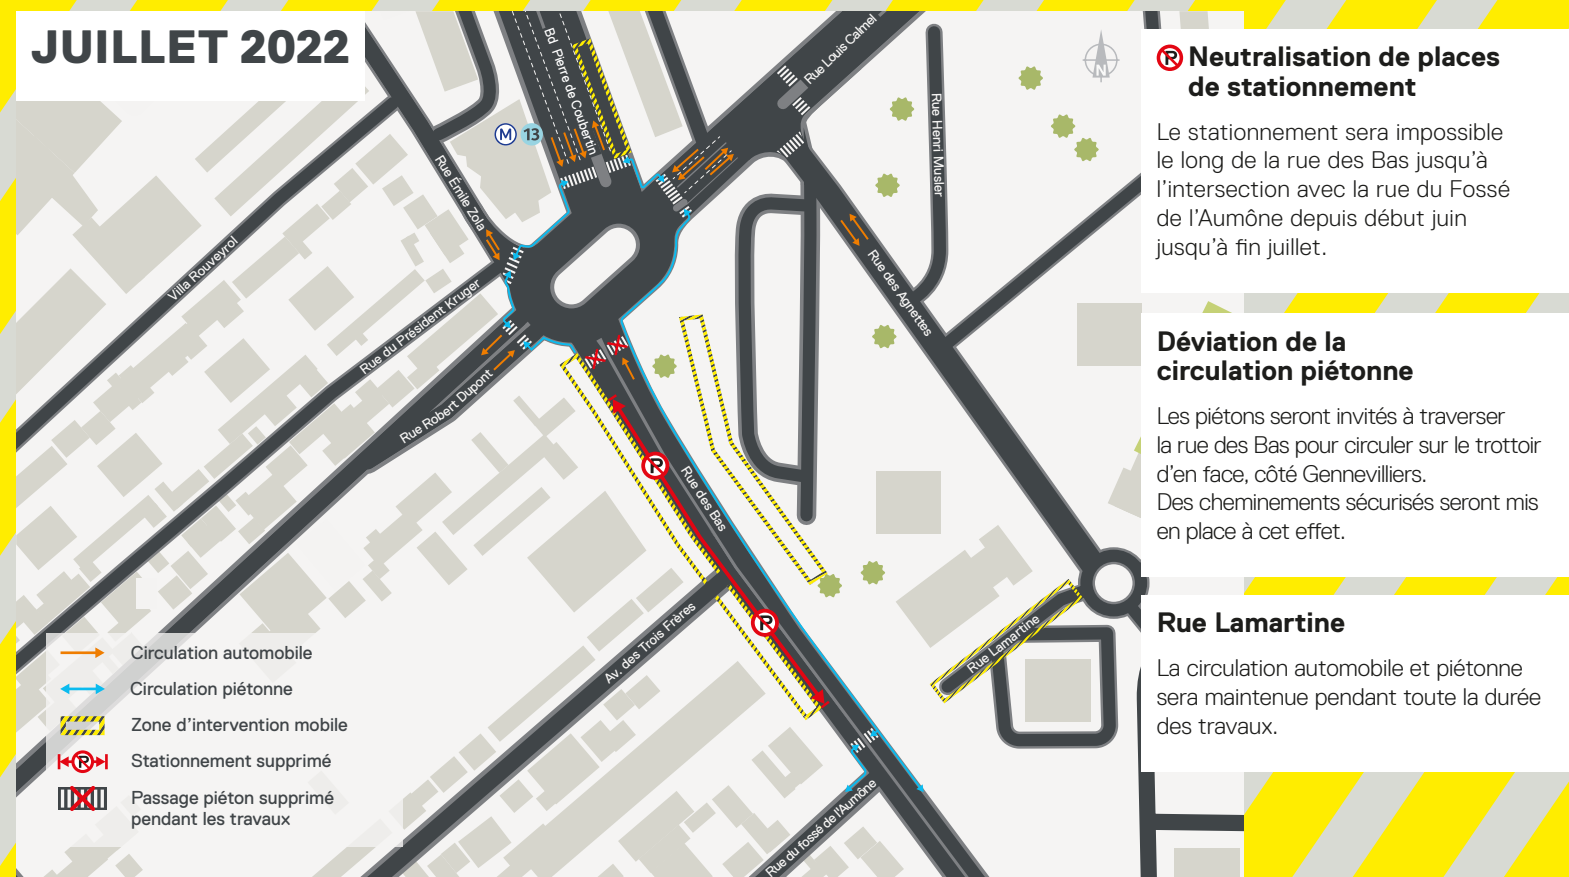 JUILLET 2022
Bd Pierre de Coubertin
Rue Louis Calmel
N
M 13
Rue Henri Musler
Rue Émile Zola
Villa Rouveyrol
Rue du Président Kruger
Rue Robert Dupont
Rue des Agnettes
Rue des Bas
Av. des Trois Frères
Rue Lamartine
Rue du fossé de l'Aumône
P
P
Circulation automobile
Circulation piétonne
Zone d'intervention mobile
P Stationnement supprimé
Passage piéton supprimé
pendant les travaux
P Neutralisation de places
de stationnement
Le stationnement sera impossible
le long de la rue des Bas jusqu'à
l'intersection avec la rue du Fossé
de l'Aumône depuis début juin
jusqu'à fin juillet.
Déviation de la
circulation piétonne
Les piétons seront invités à traverser
la rue des Bas pour circuler sur le trottoir
d'en face, côté Gennevilliers.
Des cheminements sécurisés seront mis
en place à cet effet.
Rue Lamartine
La circulation automobile et piétonne
sera maintenue pendant toute la durée
des travaux.